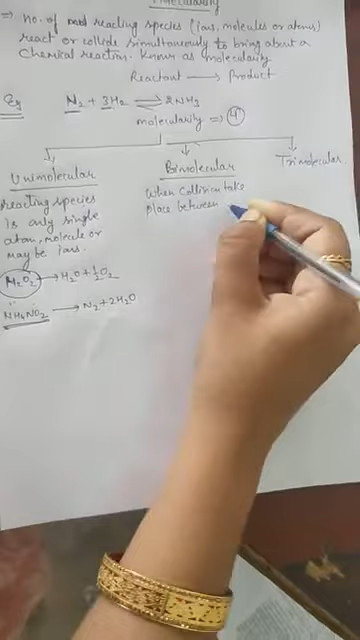 Molecularity
=> no. of reacting species (ions, molecules or atoms)
react or collide simultaneously to bring about a
chemical reaction. Known as molecularity
Reactant → Product
Eg N2 + 3H2 ⇌ 2NH3
molecularity => 4
Unimolecular
Reacting species
is only single
atom, molecule or
may be ions.
H2O2 → H2O + 1/2 O2
NH4NO2 → N2 + 2H2O
Bimolecular
When Collision take
place between
Trimolecular